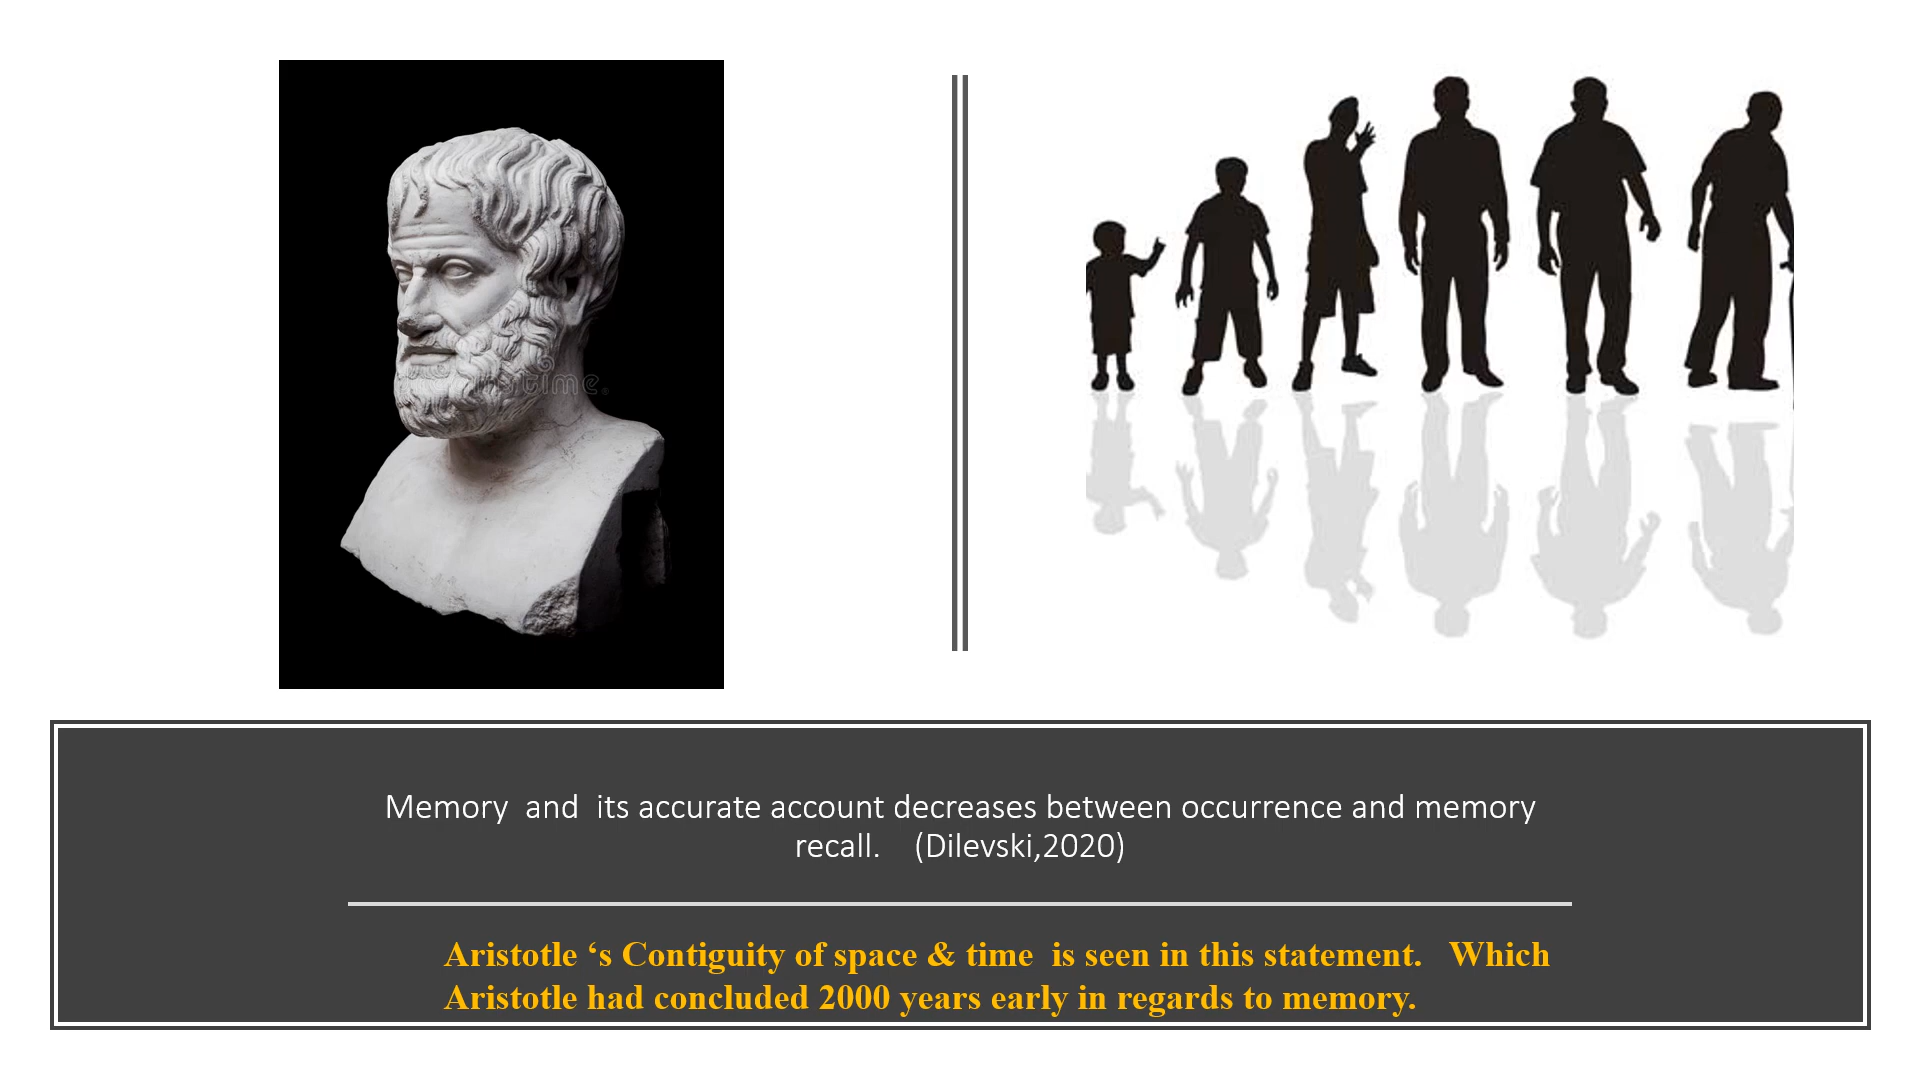 Memory  and  its accurate account decreases between occurrence and memory
recall.    (Dilevski,2020)
Aristotle ‘s Contiguity of space & time  is seen in this statement.   Which
Aristotle had concluded 2000 years early in regards to memory.